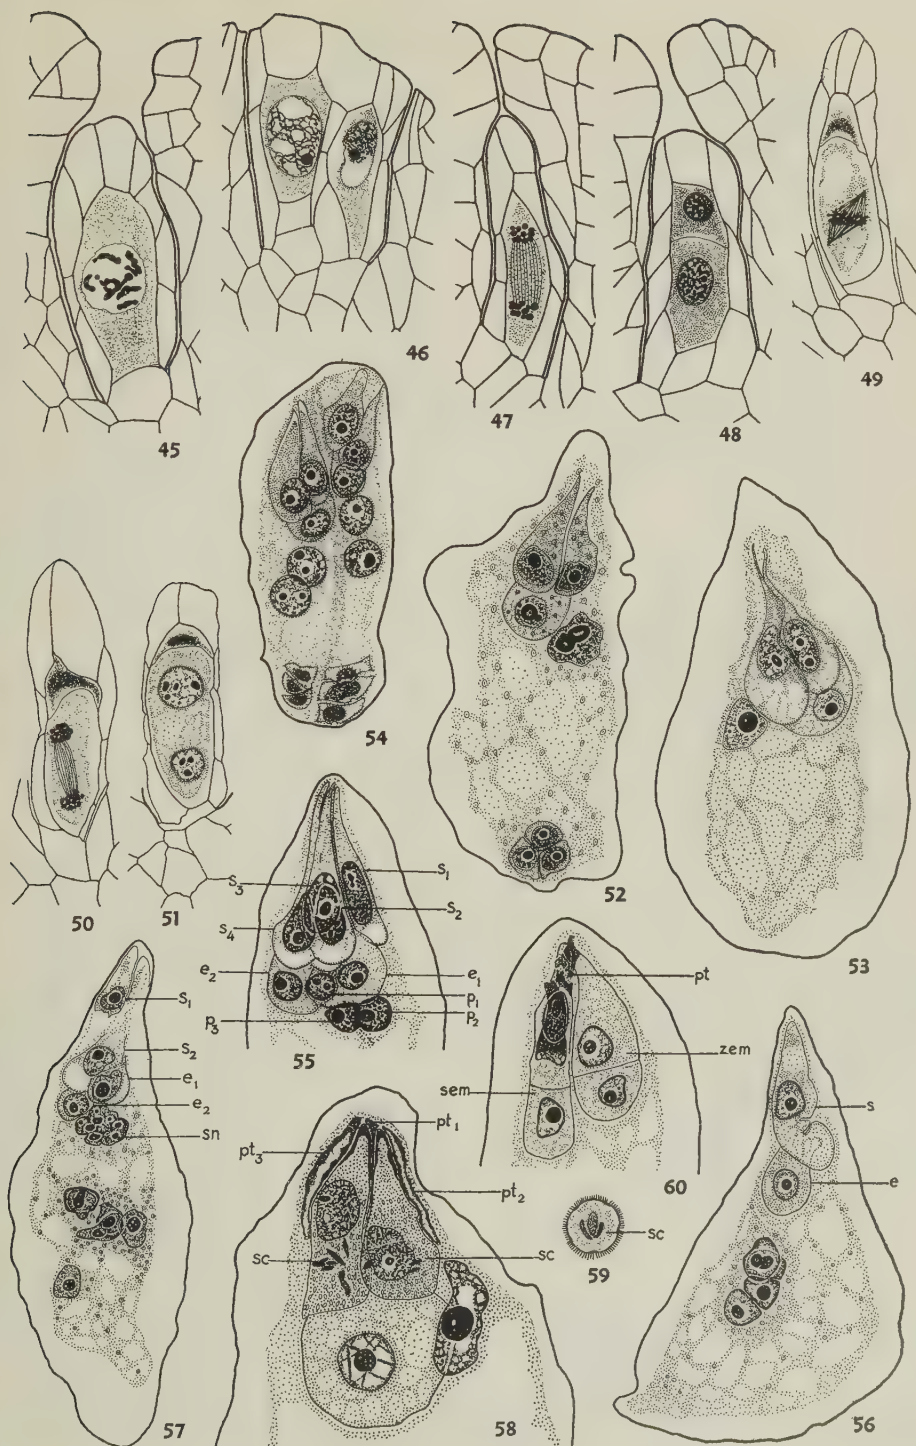 45
46
47
48
49
50
51
54
52
53
s₃
s₁
s₂
s₄
e₂
e₁
p₁
p₃
p₂
55
s₁
s₂
e₁
e₂
sn
57
pt
zem
sem
60
pt₁
pt₃
pt₂
sc
sc
58
sc
59
s
e
56